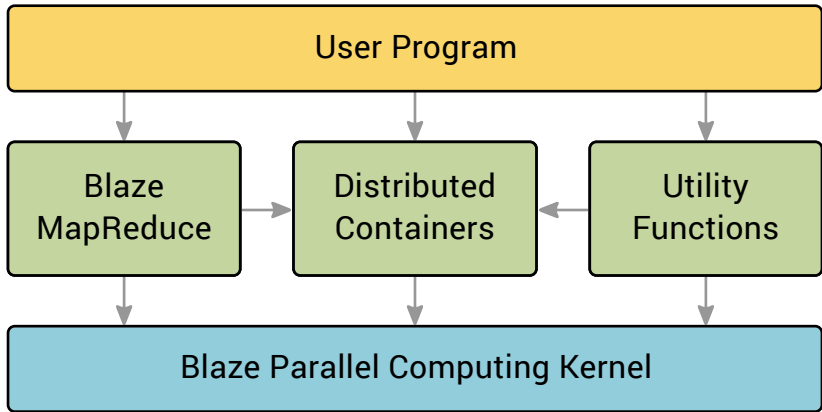 User Program
Blaze
MapReduce
Distributed
Containers
Utility
Functions
Blaze Parallel Computing Kernel